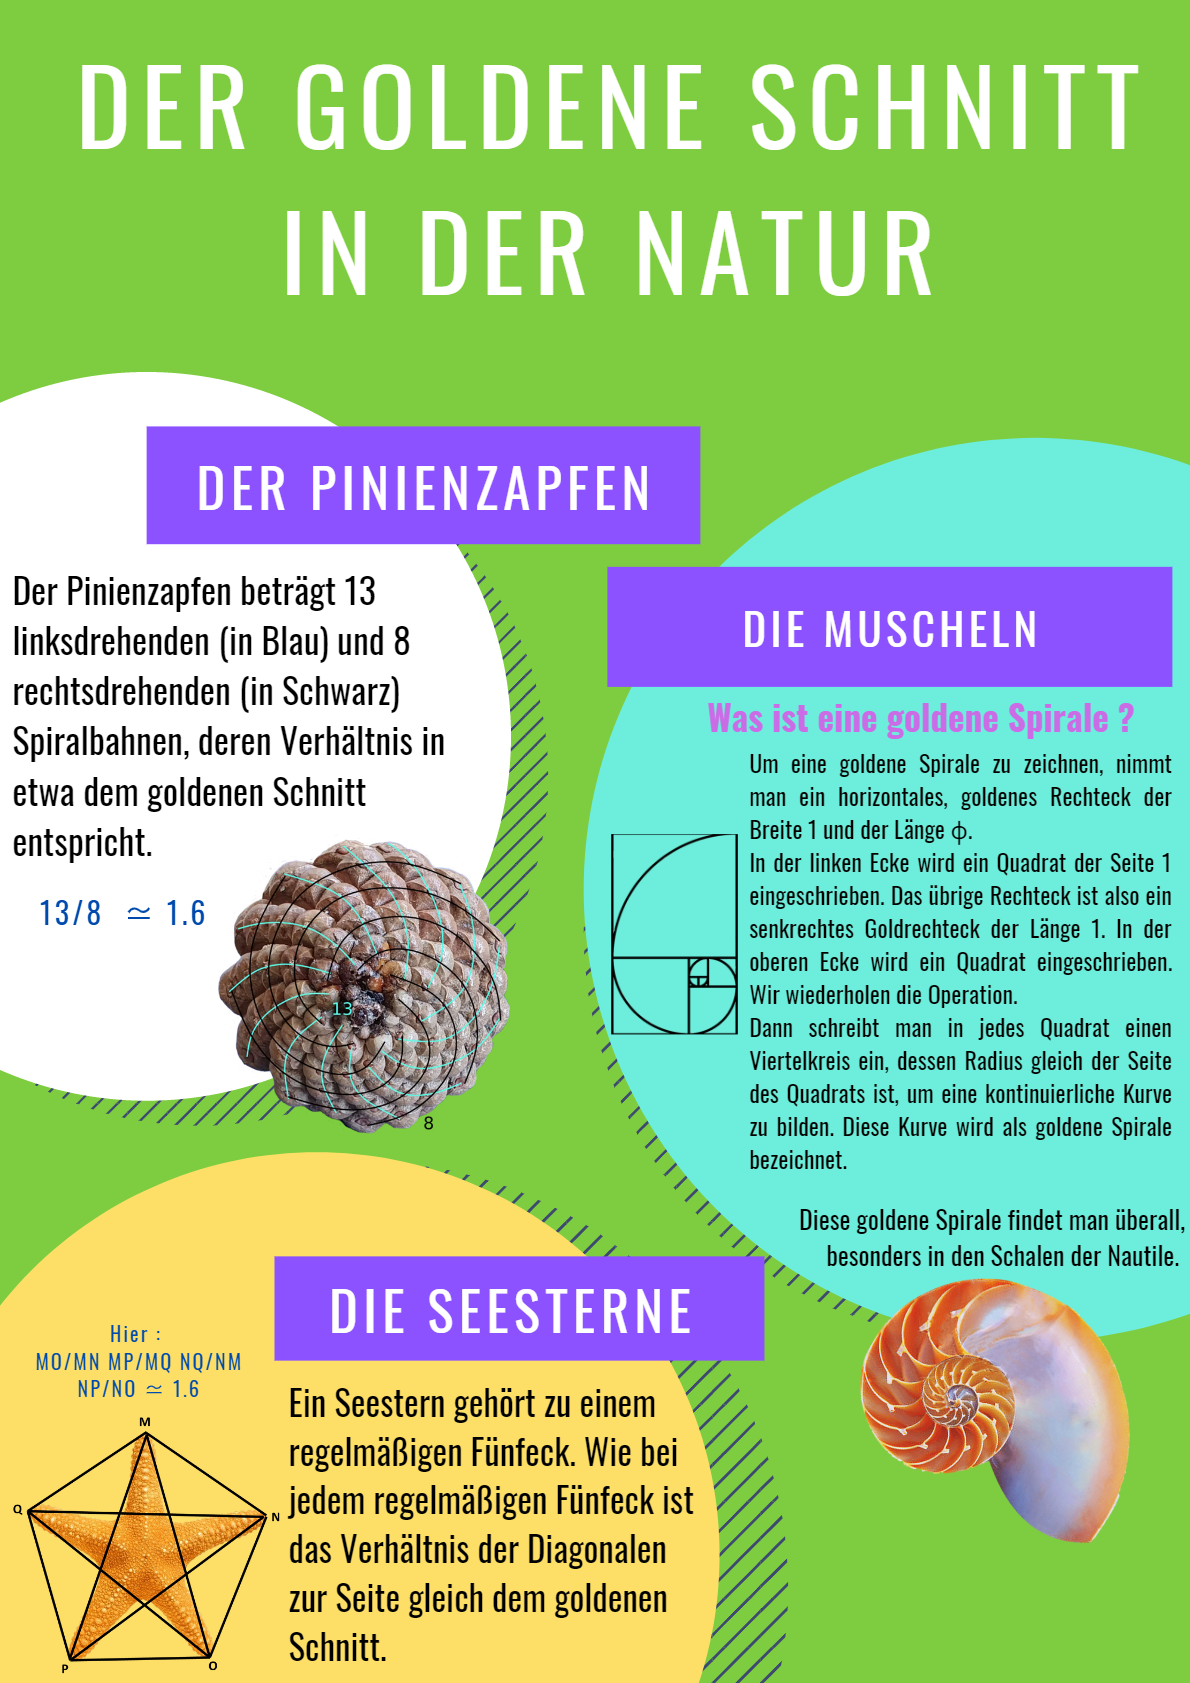 DER GOLDENE SCHNITT
IN DER NATUR
DER PINIENZAPFEN
Der Pinienzapfen beträgt 13
linksdrehenden (in Blau) und 8
rechtsdrehenden (in Schwarz)
Spiralbahnen, deren Verhältnis in
etwa dem goldenen Schnitt
entspricht.
13/8 ≃ 1.6
13
8
DIE MUSCHELN
Was ist eine goldene Spirale ?
Um eine goldene Spirale zu zeichnen, nimmt
man ein horizontales, goldenes Rechteck der
Breite 1 und der Länge ϕ.
In der linken Ecke wird ein Quadrat der Seite 1
eingeschrieben. Das übrige Rechteck ist also ein
senkrechtes Goldrechteck der Länge 1. In der
oberen Ecke wird ein Quadrat eingeschrieben.
Wir wiederholen die Operation.
Dann schreibt man in jedes Quadrat einen
Viertelkreis ein, dessen Radius gleich der Seite
des Quadrats ist, um eine kontinuierliche Kurve
zu bilden. Diese Kurve wird als goldene Spirale
bezeichnet.
Diese goldene Spirale findet man überall,
besonders in den Schalen der Nautile.
DIE SEESTERNE
Hier :
MO/MN MP/MQ NQ/NM
NP/NO ≃ 1.6
M
Q
N
P
O
Ein Seestern gehört zu einem
regelmäßigen Fünfeck. Wie bei
jedem regelmäßigen Fünfeck ist
das Verhältnis der Diagonalen
zur Seite gleich dem goldenen
Schnitt.